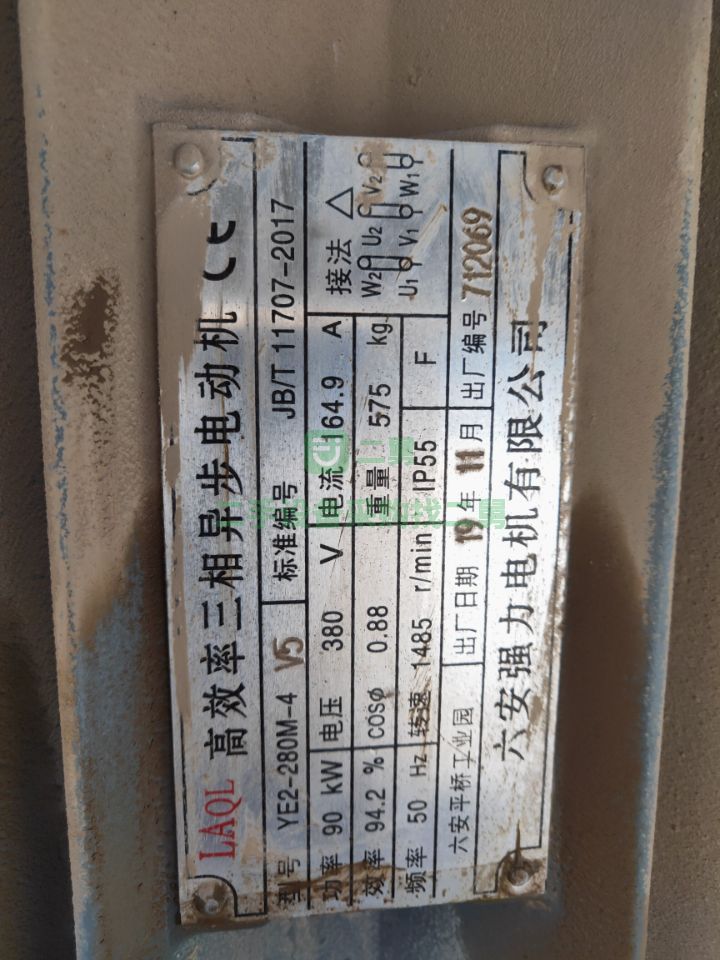 LAQL 高效率三相异步电动机 CE
型号 YE2-280M-4 V5 标准编号 JB/T 11707-2017
功率 90 kW 电压 380 V 电流 164.9 A 接法 △
效率 94.2 % COSΦ 0.88 重量 575 kg
W2 U2 V2
频率 50 Hz 转速 1485 r/min IP55 F
U1 V1 W1
六安平桥工业园 出厂日期 19 年 11 月 出厂编号 712069
六安强力电机有限公司